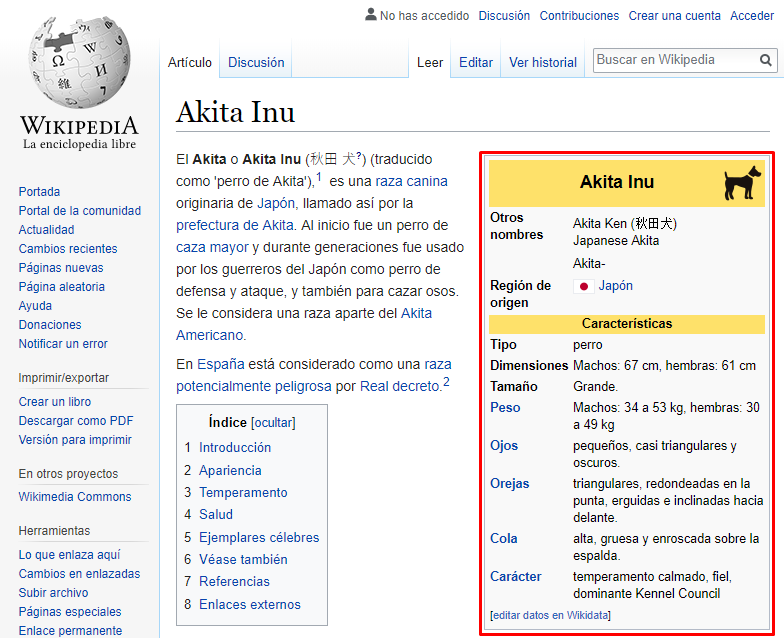 No has accedido Discusión Contribuciones Crear una cuenta Acceder
WIKIPEDIA
La enciclopedia libre
Artículo Discusión Leer Editar Ver historial Buscar en Wikipedia
Portada
Portal de la comunidad
Actualidad
Cambios recientes
Páginas nuevas
Página aleatoria
Ayuda
Donaciones
Notificar un error
Imprimir/exportar
Crear un libro
Descargar como PDF
Versión para imprimir
En otros proyectos
Wikimedia Commons
Herramientas
Lo que enlaza aquí
Cambios en enlazadas
Subir archivo
Páginas especiales
Enlace permanente
Akita Inu
El Akita o Akita Inu (秋田 犬?) (traducido
como 'perro de Akita'),1 es una raza canina
originaria de Japón, llamado así por la
prefectura de Akita. Al inicio fue un perro de
caza mayor y durante generaciones fue usado
por los guerreros del Japón como perro de
defensa y ataque, y también para cazar osos.
Se le considera una raza aparte del Akita
Americano.
En España está considerado como una raza
potencialmente peligrosa por Real decreto.2
Índice [ocultar]
1 Introducción
2 Apariencia
3 Temperamento
4 Salud
5 Ejemplares célebres
6 Véase también
7 Referencias
8 Enlaces externos
Akita Inu
Otros nombres
Akita Ken (秋田犬)
Japanese Akita
Akita-
Región de origen
Japón
Características
Tipo perro
Dimensiones Machos: 67 cm, hembras: 61 cm
Tamaño Grande.
Peso Machos: 34 a 53 kg, hembras: 30
a 49 kg
Ojos pequeños, casi triangulares y
oscuros.
Orejas triangulares, redondeadas en la
punta, erguidas e inclinadas hacia
delante.
Cola alta, gruesa y enroscada sobre la
espalda.
Carácter temperamento calmado, fiel,
dominante Kennel Council
[editar datos en Wikidata]